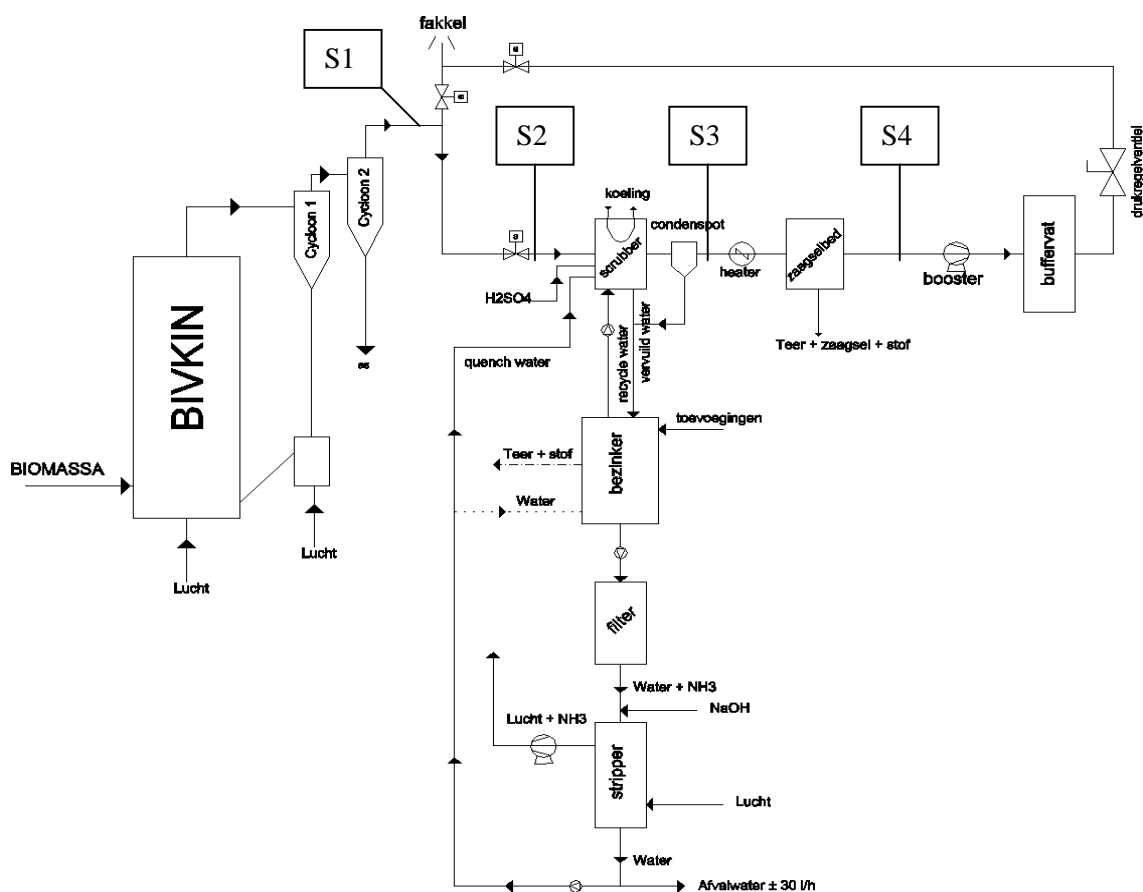 fakkel
S1
S2
S3
S4
a
a
a
Cycloon 1
Cycloon 2
as
BIVKIN
BIOMASSA
Lucht
Lucht
koeling
scrubber
condenspot
heater
zaagselbed
booster
buffervat
drukregelventiel
H2SO4
quench water
recycle water
vervuild water
Teer + zaagsel + stof
toevoegingen
bezinker
Teer + stof
Water
filter
Water + NH3
NaOH
Lucht + NH3
stripper
Lucht
Water
Afvalwater ± 30 l/h